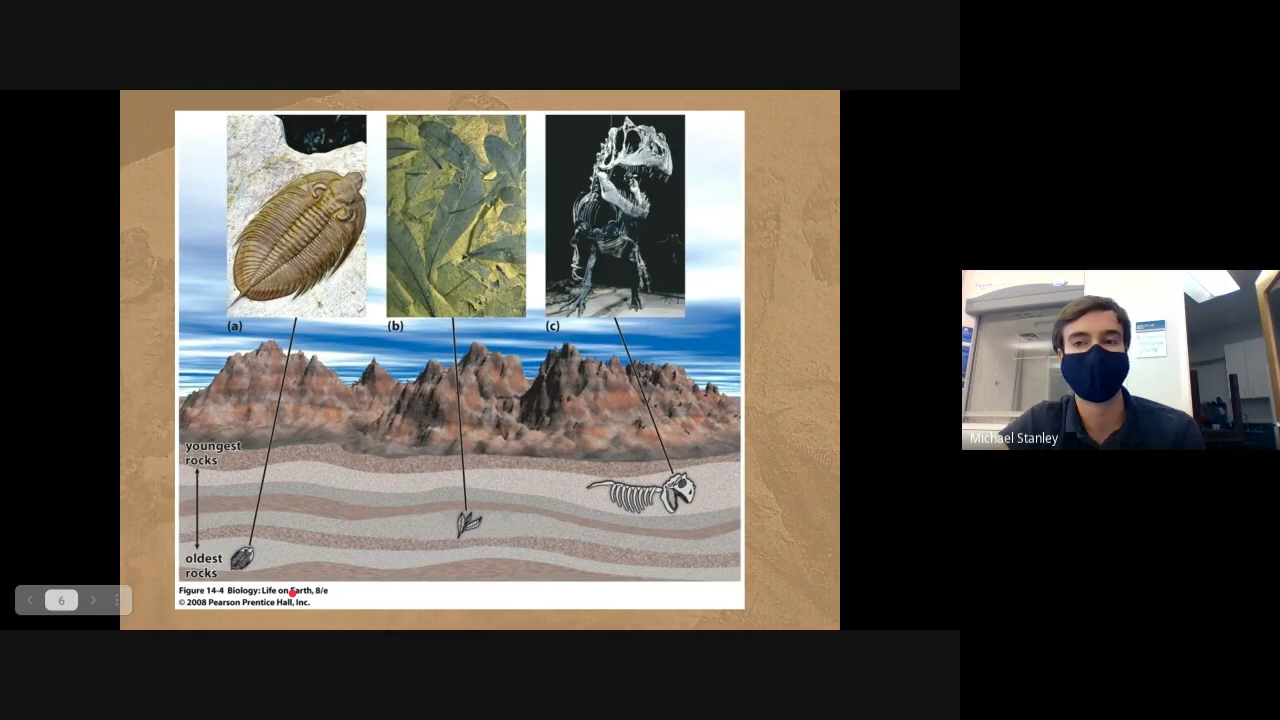 (a)
(b)
(c)
youngest
rocks
oldest
rocks
Figure 14-4 Biology: Life on Earth, 8/e
© 2008 Pearson Prentice Hall, Inc.
6
Michael Stanley